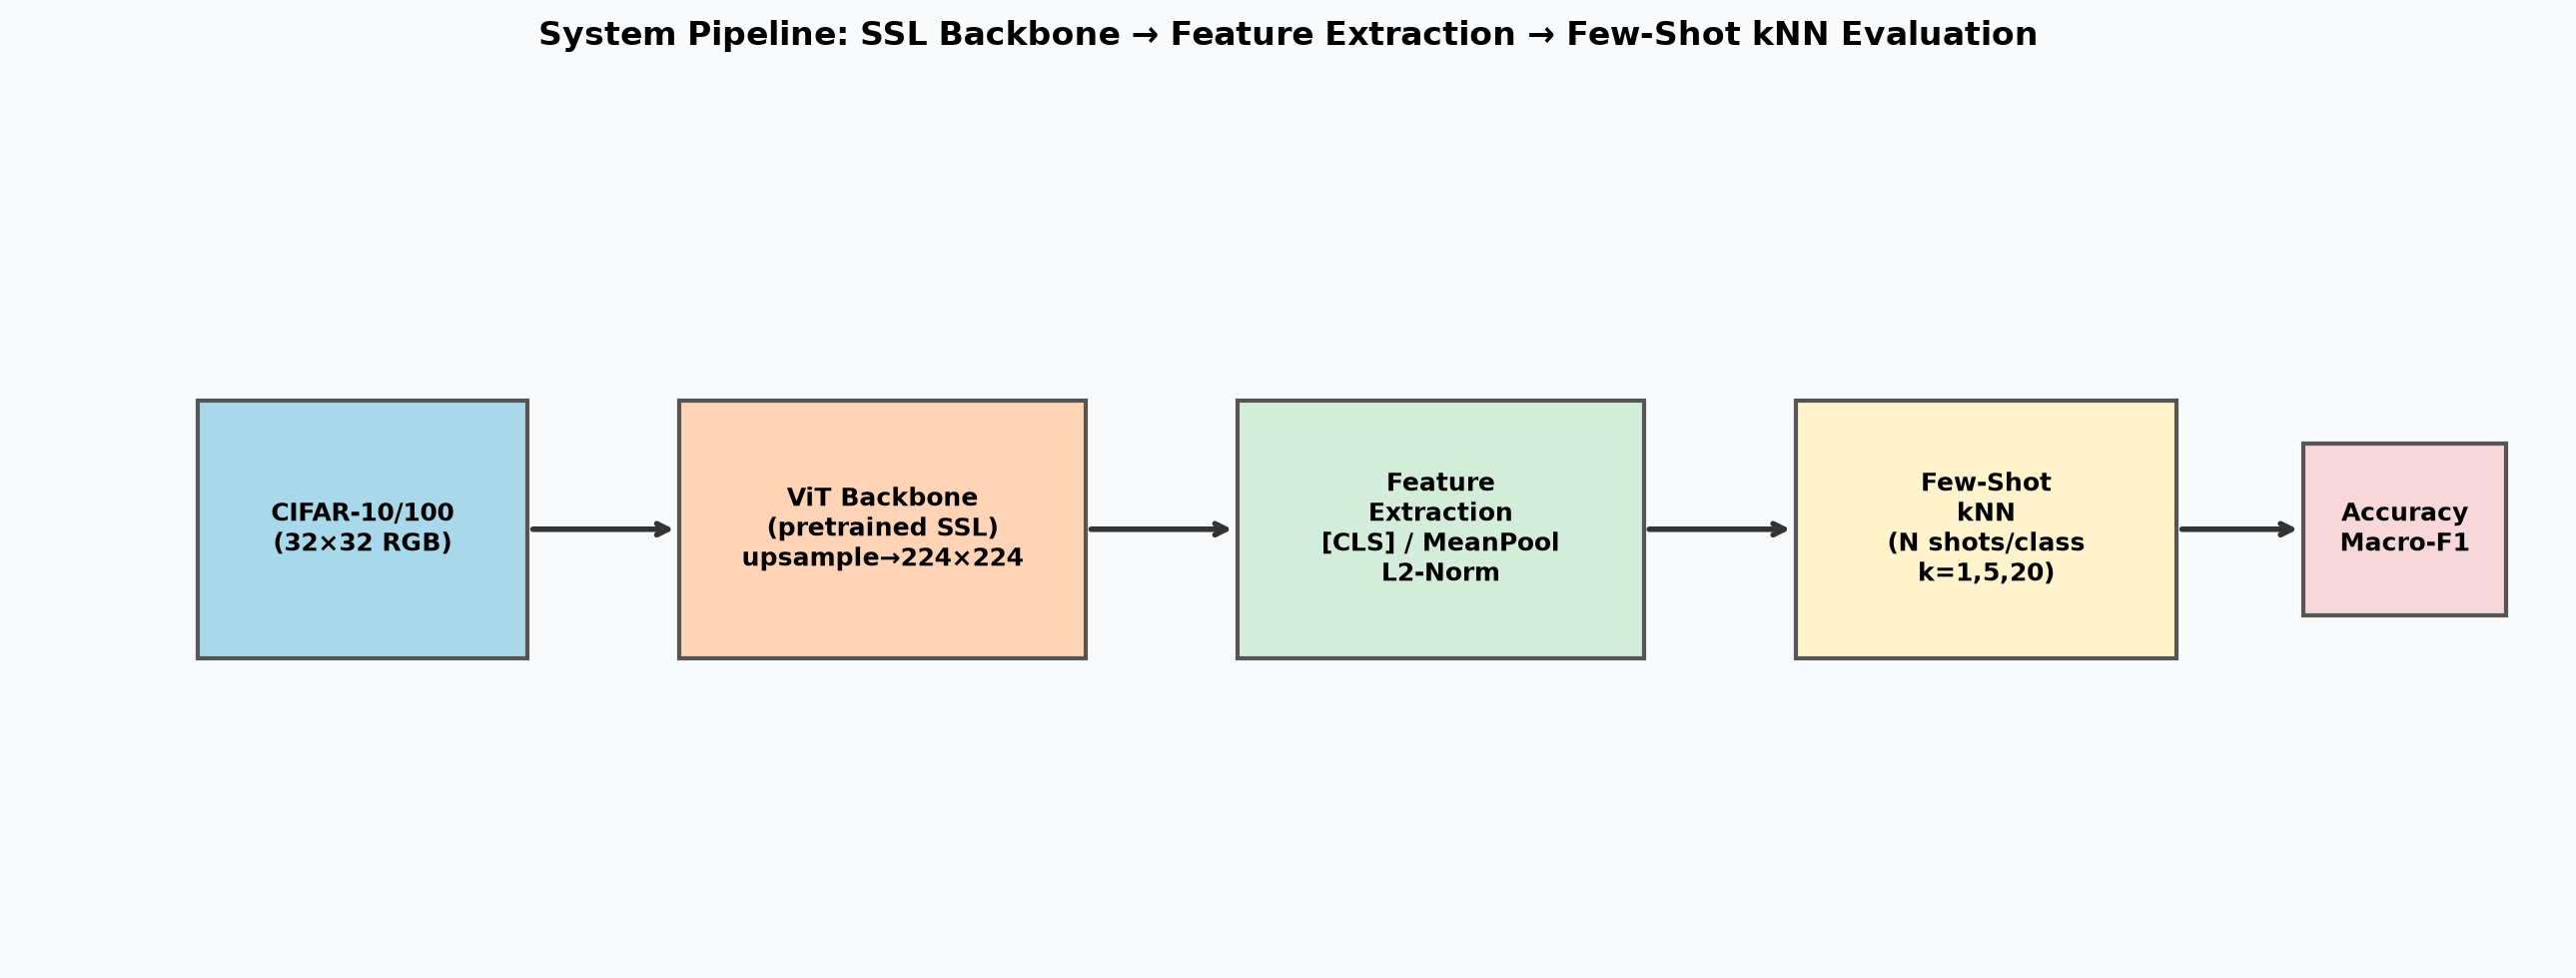 System Pipeline: SSL Backbone → Feature Extraction → Few-Shot kNN Evaluation
CIFAR-10/100
(32×32 RGB)
ViT Backbone
(pretrained SSL)
upsample→224×224
Feature
Extraction
[CLS] / MeanPool
L2-Norm
Few-Shot
kNN
(N shots/class
k=1,5,20)
Accuracy
Macro-F1